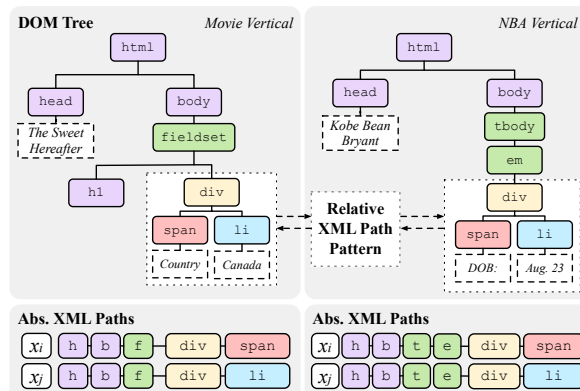 DOM Tree
Movie Vertical
html
head
body
The Sweet
Hereafter
fieldset
h1
div
span
li
Country
Canada
Relative
XML Path
Pattern
NBA Vertical
html
head
body
Kobe Bean
Bryant
tbody
em
div
span
li
DOB:
Aug. 23
Abs. XML Paths
xi h b f div span
xj h b f div li
Abs. XML Paths
xi h b t e div span
xj h b t e div li